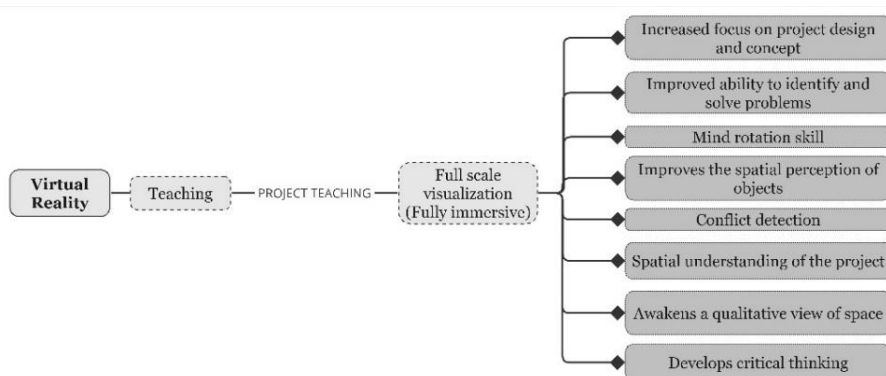 Virtual
Reality
Teaching
PROJECT TEACHING
Full scale
visualization
(Fully immersive)
Increased focus on project design
and concept
Improved ability to identify and
solve problems
Mind rotation skill
Improves the spatial perception of
objects
Conflict detection
Spatial understanding of the project
Awakens a qualitative view of space
Develops critical thinking